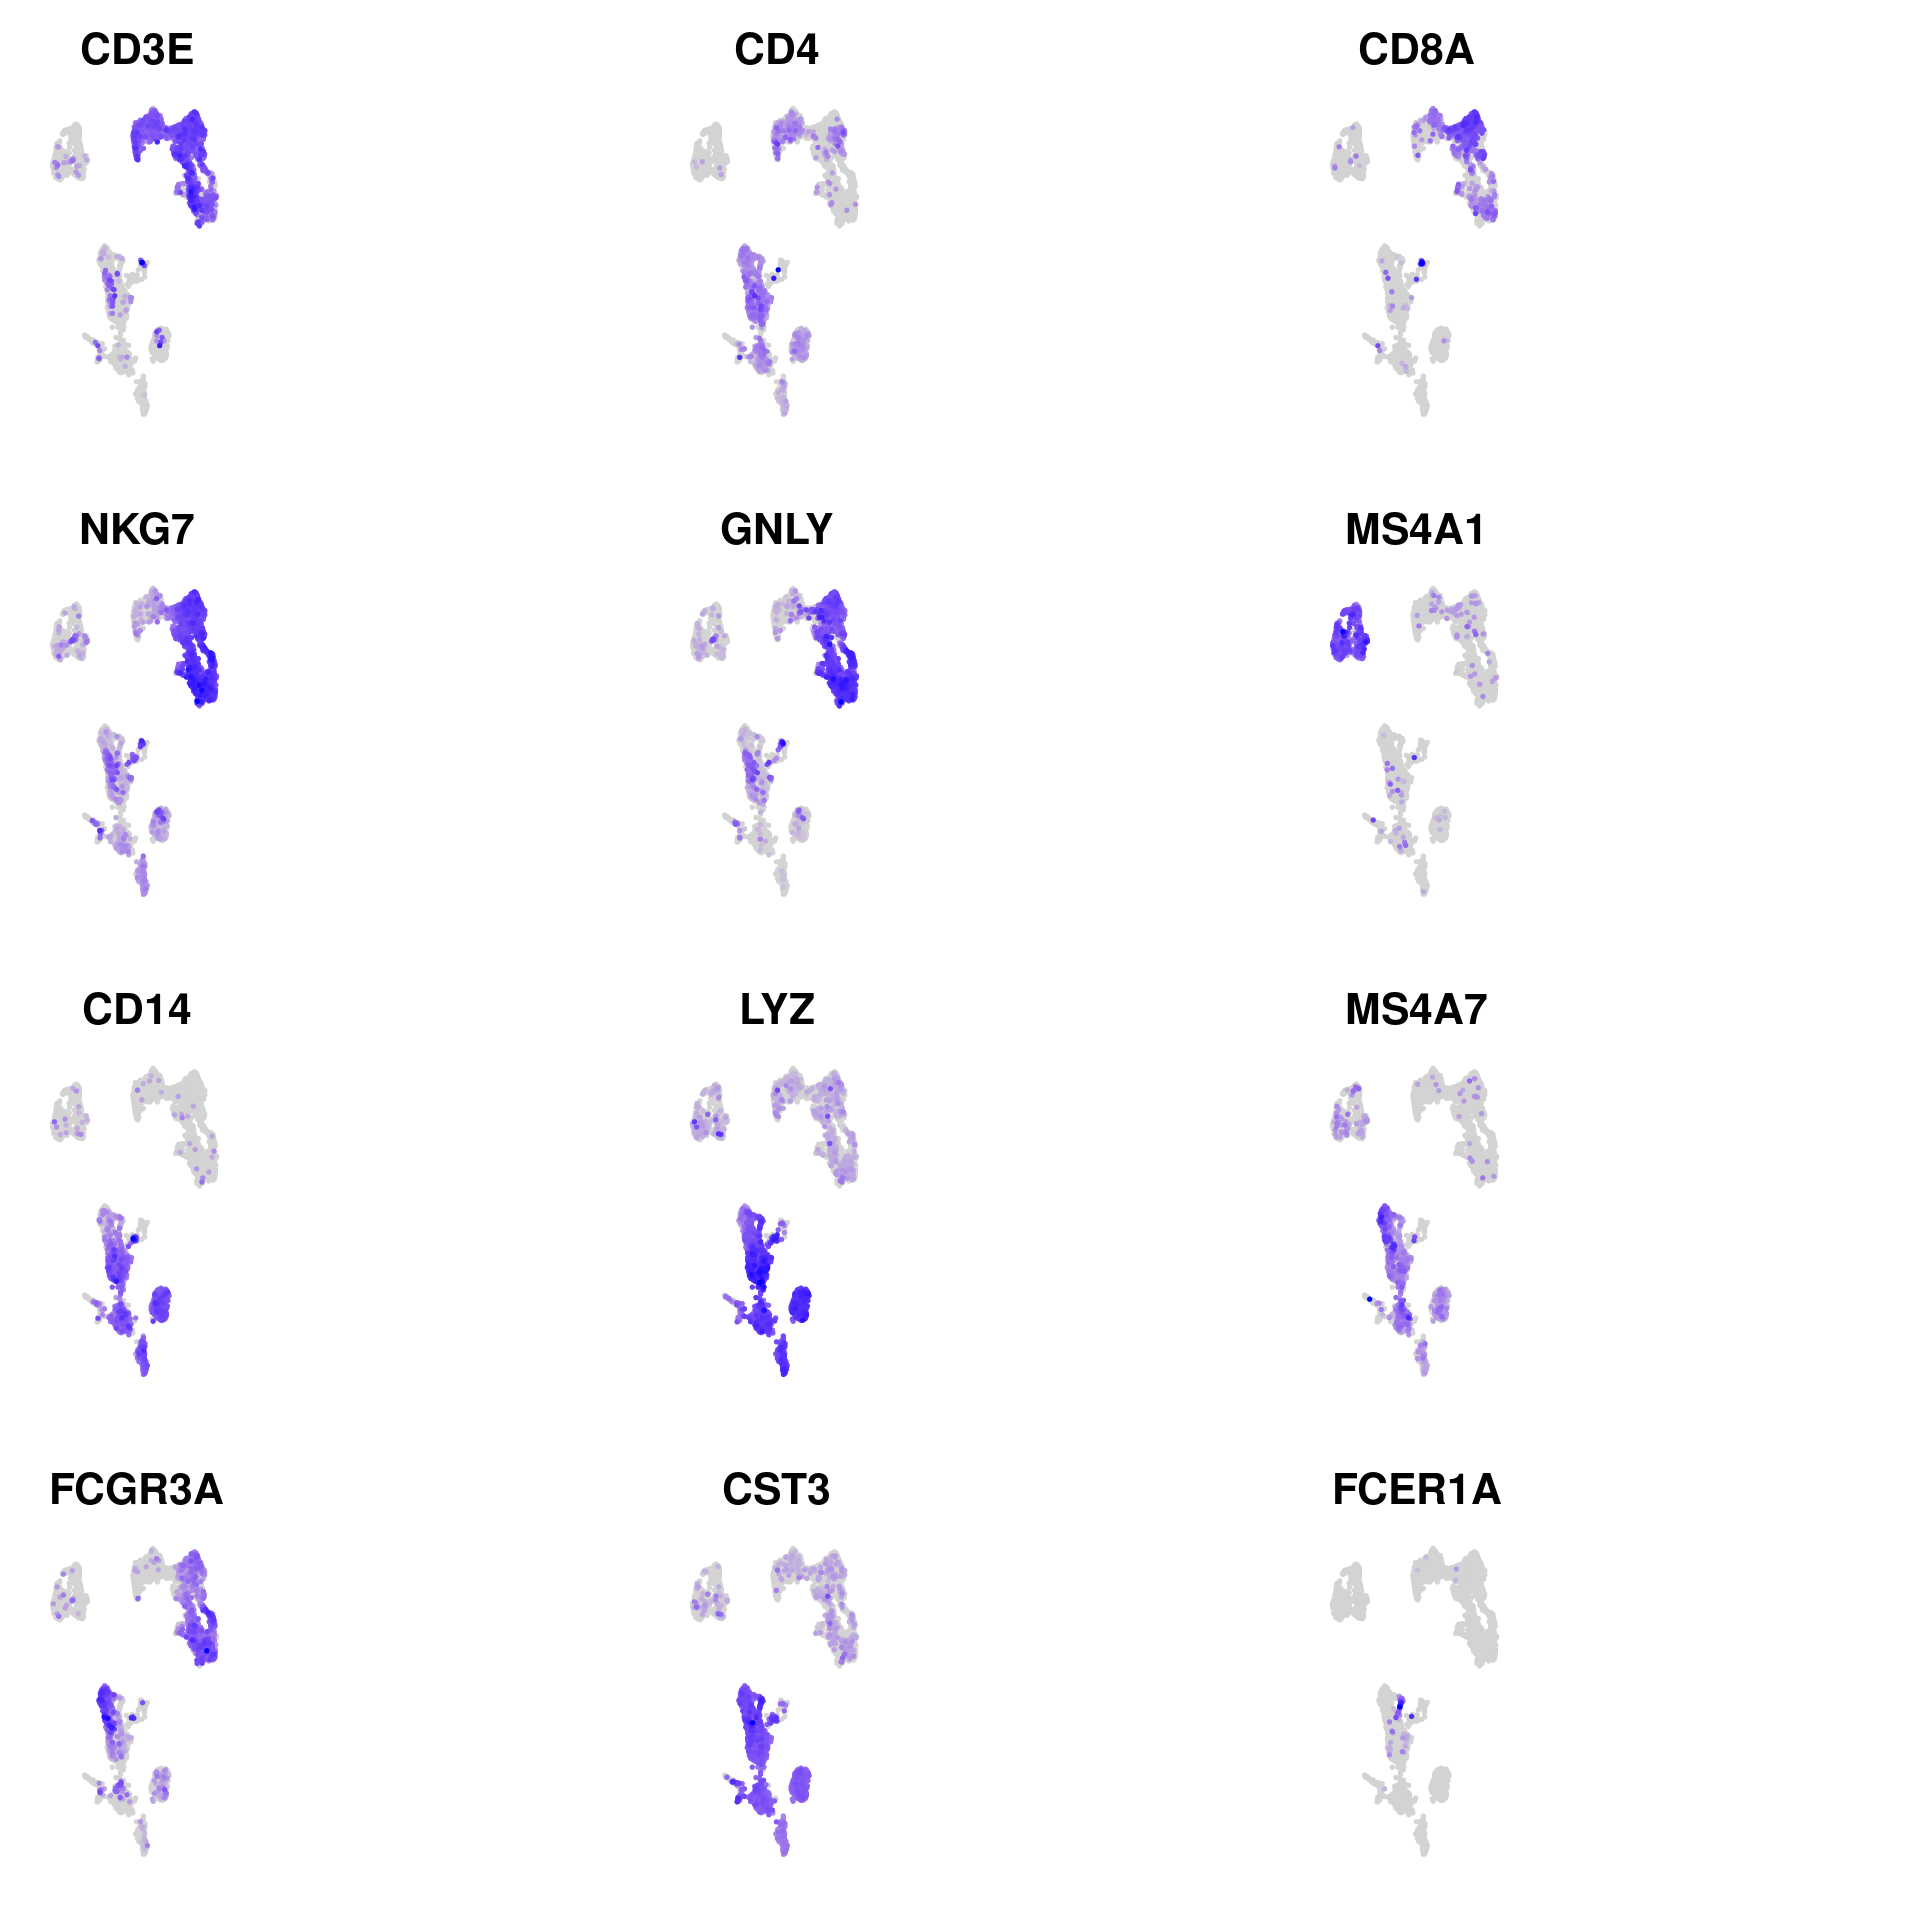 CD3E
CD4
CD8A
NKG7
GNLY
MS4A1
CD14
LYZ
MS4A7
FCGR3A
CST3
FCER1A